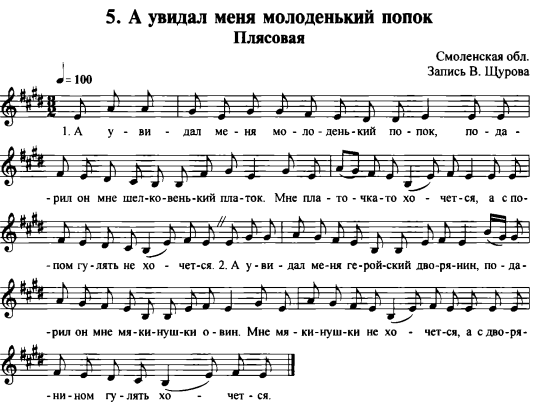 5. А увидал меня молоденький попок
Плясовая
Смоленская обл.
Запись В. Щурова
♩= 100
3
2
1. А у - ви - дал ме - ня мо - ло - день - кий по - пок, по - да -
- рил он мне шел - ко - вень - кий пла - ток. Мне пла - то - чка - то хо - чет - ся, а с по -
- пом гу - лять не хо - чет - ся. 2. А у - ви - дал ме - ня ге - рой - ский дво - ря - нин, по - да -
- рил он мне мя - ки - нуш - ки о - вин. Мне мя - ки - нуш - ки не хо - чет - ся, а с дво - ря -
- ни - ном гу - лять хо - чет - ся.